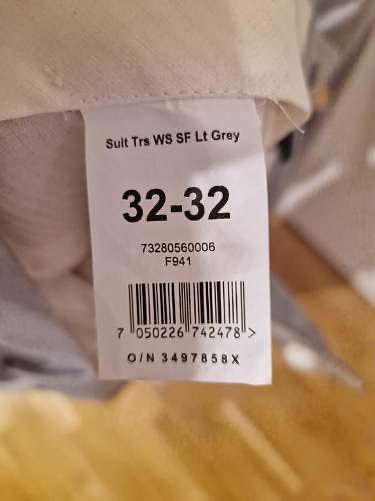 Suit Trs WS SF Lt Grey
32-32
73280560006
F941
7 050226 742478 >
O/N 3497858X